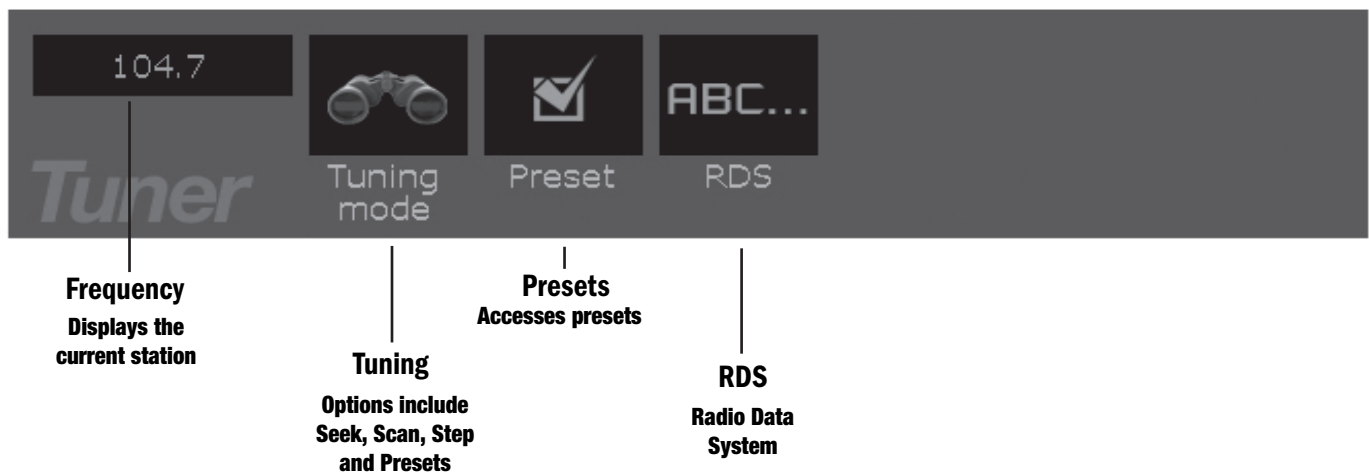 104.7
ABC...
Tuner
Tuning
mode
Preset
RDS
Frequency
Displays the
current station
Tuning
Options include
Seek, Scan, Step
and Presets
Presets
Accesses presets
RDS
Radio Data
System